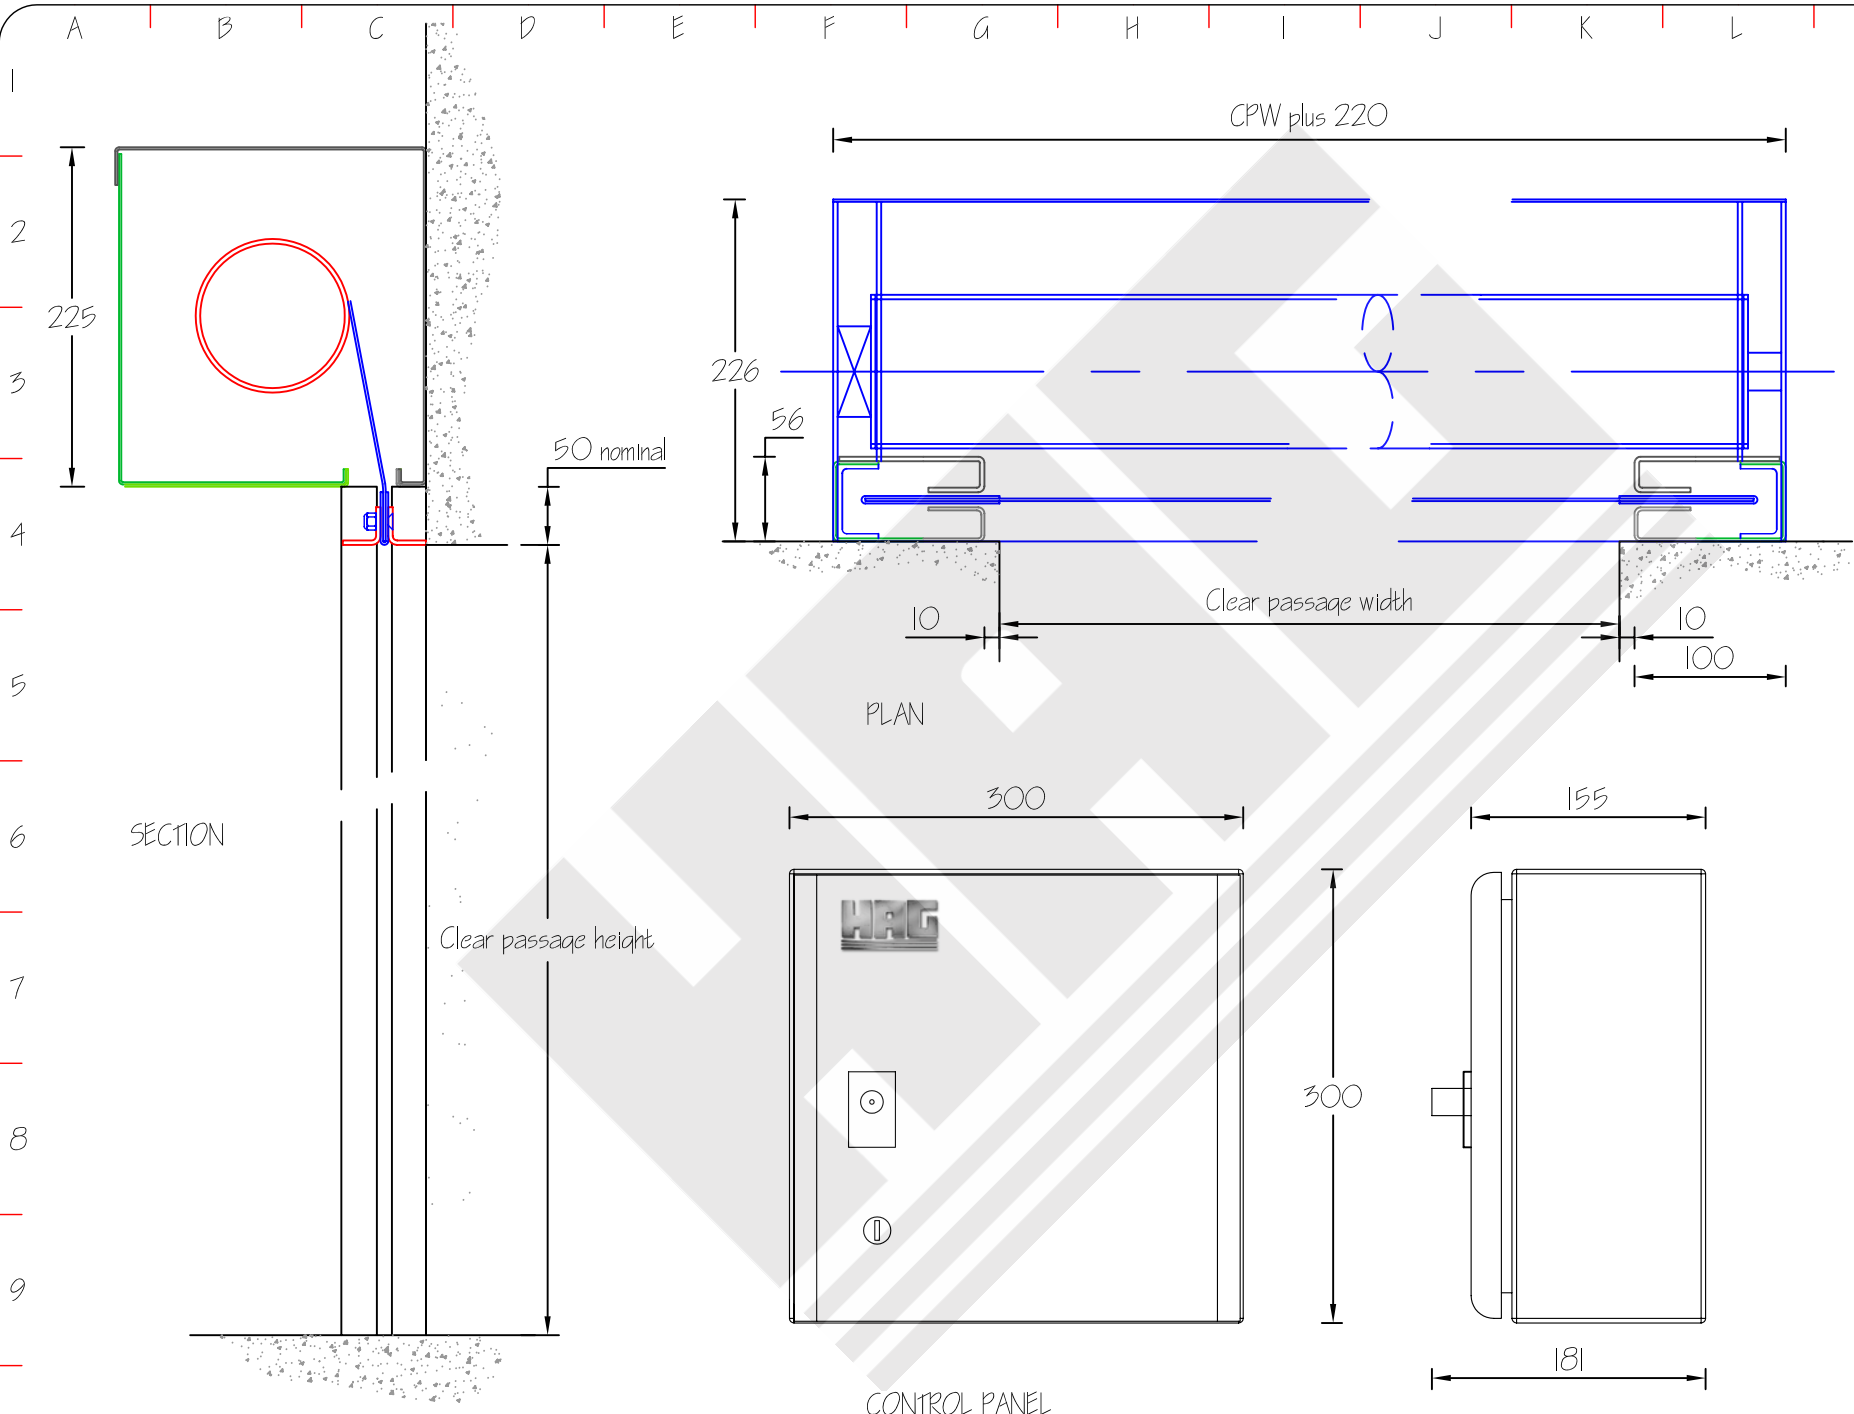 A B C D E F G H I J K L
1
2
3
4
5
6
7
8
9
225
50 nominal
Clear passage height
SECTION
CPW plus 220
226
56
10
Clear passage width
10
100
PLAN
300
300
HAG
155
181
CONTROL PANEL
HAG